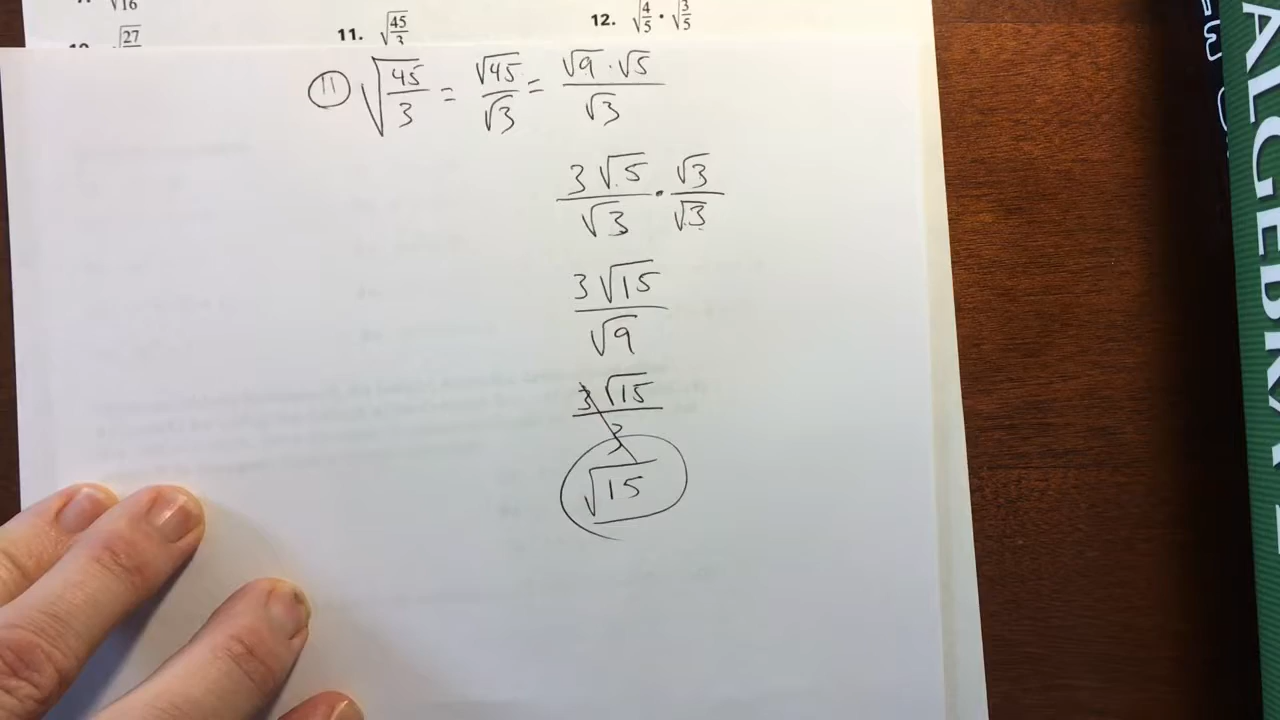 √16
√27
11. √45/3
12. √4/5 • √3/5
⑪ √45/3 = √45/√3 = √9 · √5/√3
3√5/√3 · √3/√3
3√15/√9
3√15/3
√15
ALGEBRA